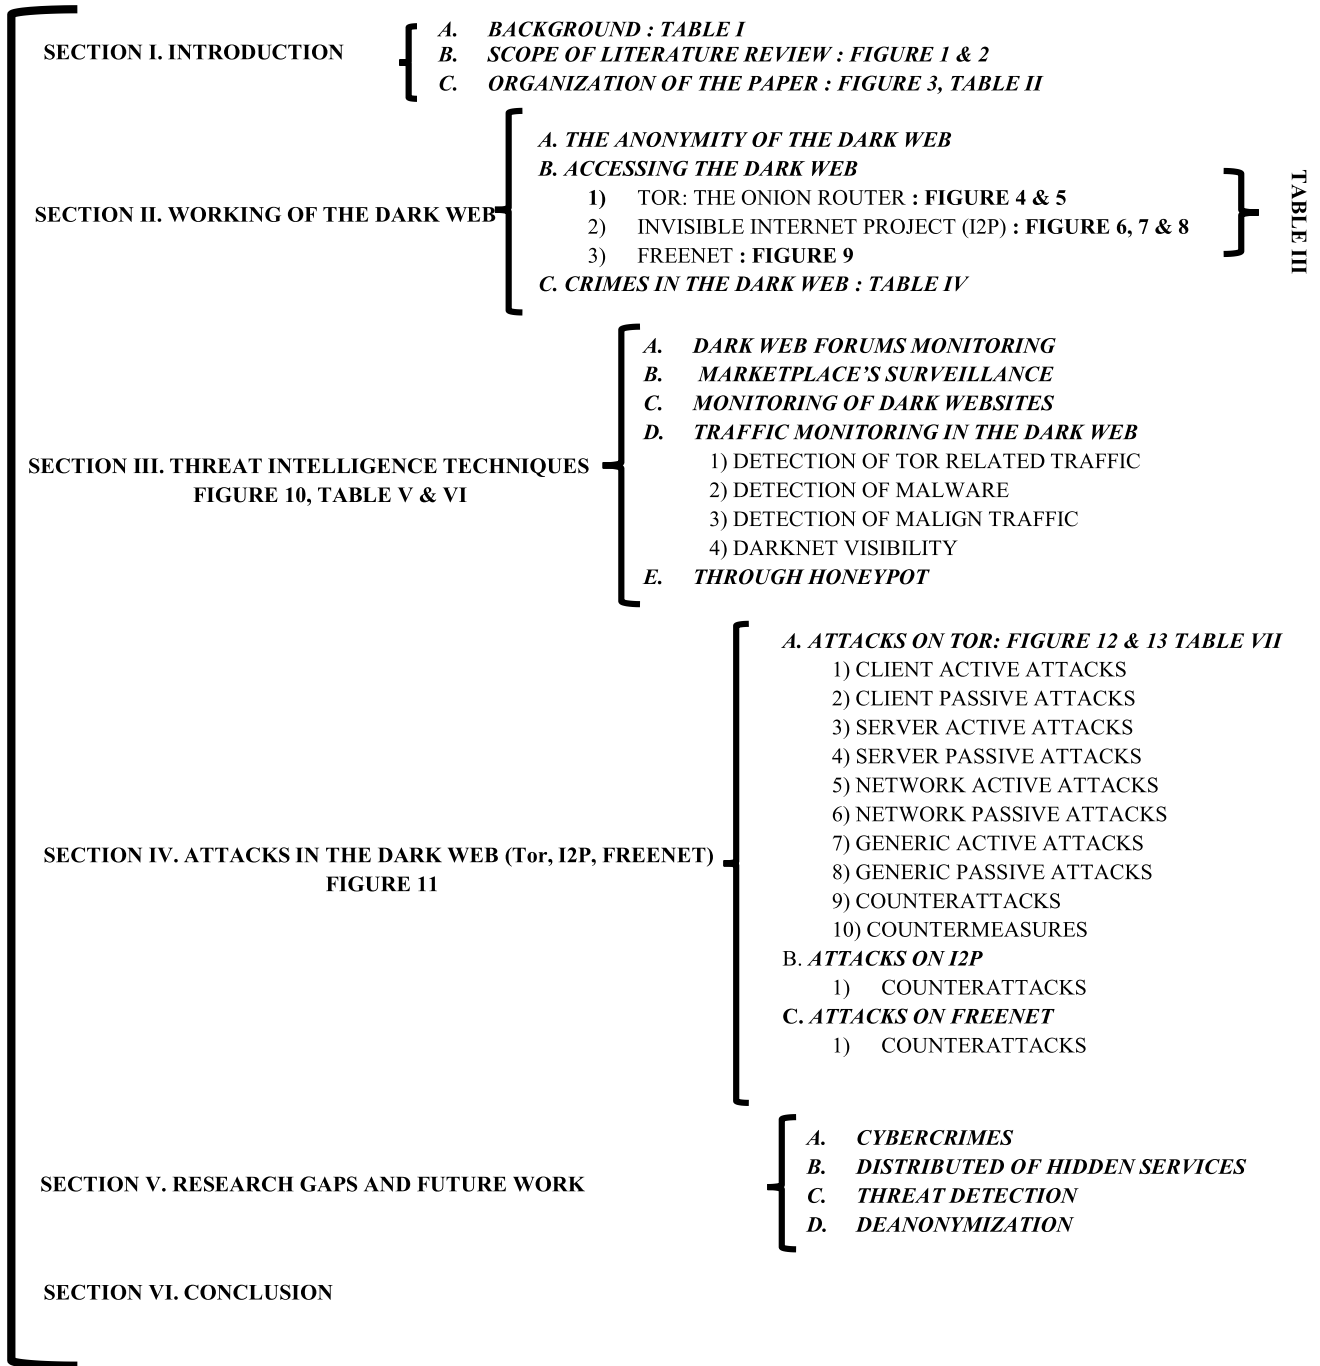 SECTION I. INTRODUCTION
A. BACKGROUND : TABLE I
B. SCOPE OF LITERATURE REVIEW : FIGURE 1 & 2
C. ORGANIZATION OF THE PAPER : FIGURE 3, TABLE II
SECTION II. WORKING OF THE DARK WEB
A. THE ANONYMITY OF THE DARK WEB
B. ACCESSING THE DARK WEB
1) TOR: THE ONION ROUTER : FIGURE 4 & 5
2) INVISIBLE INTERNET PROJECT (I2P) : FIGURE 6, 7 & 8
3) FREENET : FIGURE 9
TABLE III
C. CRIMES IN THE DARK WEB : TABLE IV
SECTION III. THREAT INTELLIGENCE TECHNIQUES
FIGURE 10, TABLE V & VI
A. DARK WEB FORUMS MONITORING
B. MARKETPLACE’S SURVEILLANCE
C. MONITORING OF DARK WEBSITES
D. TRAFFIC MONITORING IN THE DARK WEB
1) DETECTION OF TOR RELATED TRAFFIC
2) DETECTION OF MALWARE
3) DETECTION OF MALIGN TRAFFIC
4) DARKNET VISIBILITY
E. THROUGH HONEYPOT
SECTION IV. ATTACKS IN THE DARK WEB (Tor, I2P, FREENET)
FIGURE 11
A. ATTACKS ON TOR: FIGURE 12 & 13 TABLE VII
1) CLIENT ACTIVE ATTACKS
2) CLIENT PASSIVE ATTACKS
3) SERVER ACTIVE ATTACKS
4) SERVER PASSIVE ATTACKS
5) NETWORK ACTIVE ATTACKS
6) NETWORK PASSIVE ATTACKS
7) GENERIC ACTIVE ATTACKS
8) GENERIC PASSIVE ATTACKS
9) COUNTERATTACKS
10) COUNTERMEASURES
B. ATTACKS ON I2P
1) COUNTERATTACKS
C. ATTACKS ON FREENET
1) COUNTERATTACKS
SECTION V. RESEARCH GAPS AND FUTURE WORK
A. CYBERCRIMES
B. DISTRIBUTED OF HIDDEN SERVICES
C. THREAT DETECTION
D. DEANONYMIZATION
SECTION VI. CONCLUSION